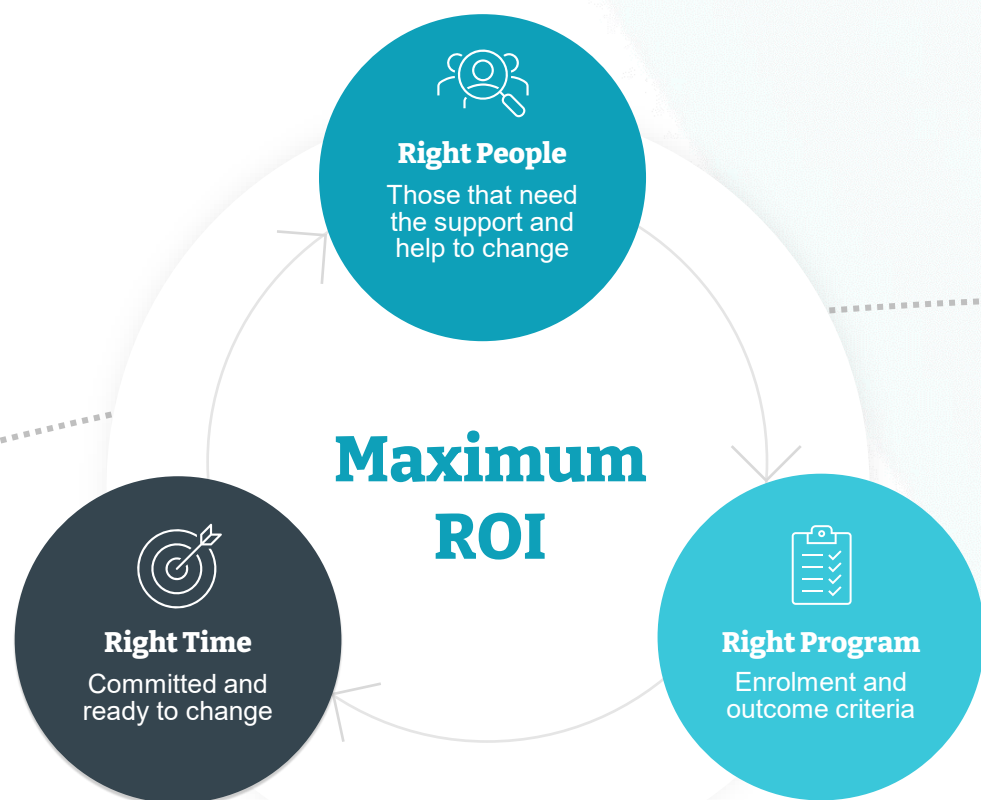 Right People
Those that need
the support and
help to change
Maximum
ROI
Right Time
Committed and
ready to change
Right Program
Enrolment and
outcome criteria